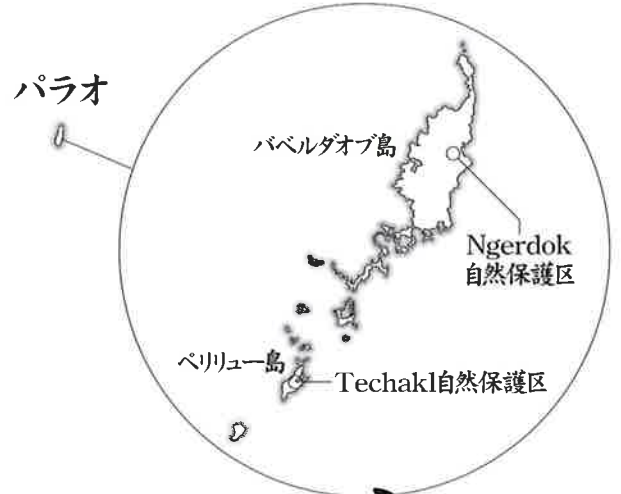 パラオ
バベルダオブ島
Ngerdok
自然保護区
ペリリュー島
Techakl自然保護区